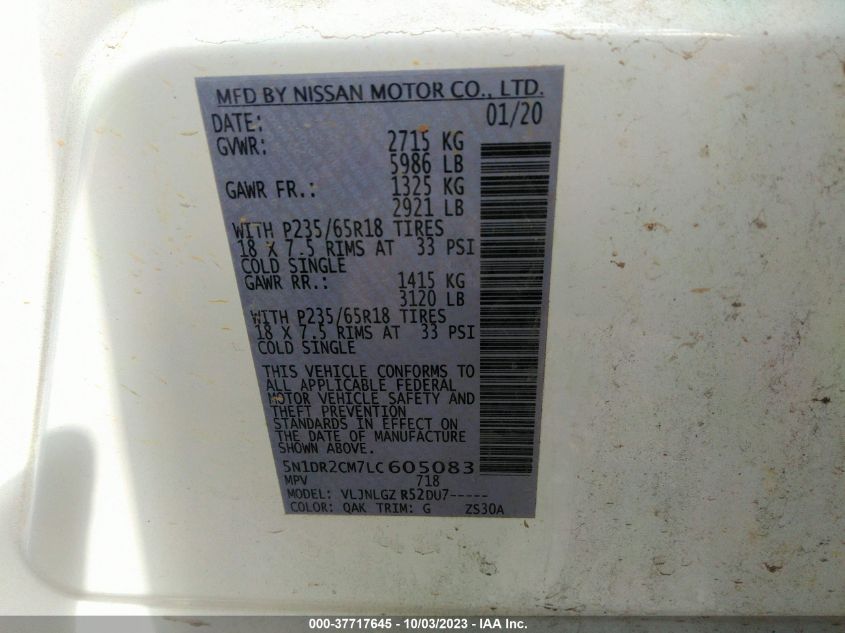 MFD BY NISSAN MOTOR CO., LTD.
DATE: 01/20
GVWR: 2715 KG
5986 LB
GAWR FR.: 1325 KG
2921 LB
WITH P235/65R18 TIRES
18 X 7.5 RIMS AT 33 PSI
COLD SINGLE
GAWR RR.: 1415 KG
3120 LB
WITH P235/65R18 TIRES
18 X 7.5 RIMS AT 33 PSI
COLD SINGLE
THIS VEHICLE CONFORMS TO
ALL APPLICABLE FEDERAL
MOTOR VEHICLE SAFETY AND
THEFT PREVENTION
STANDARDS IN EFFECT ON
THE DATE OF MANUFACTURE
SHOWN ABOVE.
5N1DR2CM7LC605083
MPV 718
MODEL: VLJNLGZ R52DU7-----
COLOR: QAK TRIM: G ZS30A
000-37717645 - 10/03/2023 - IAA Inc.